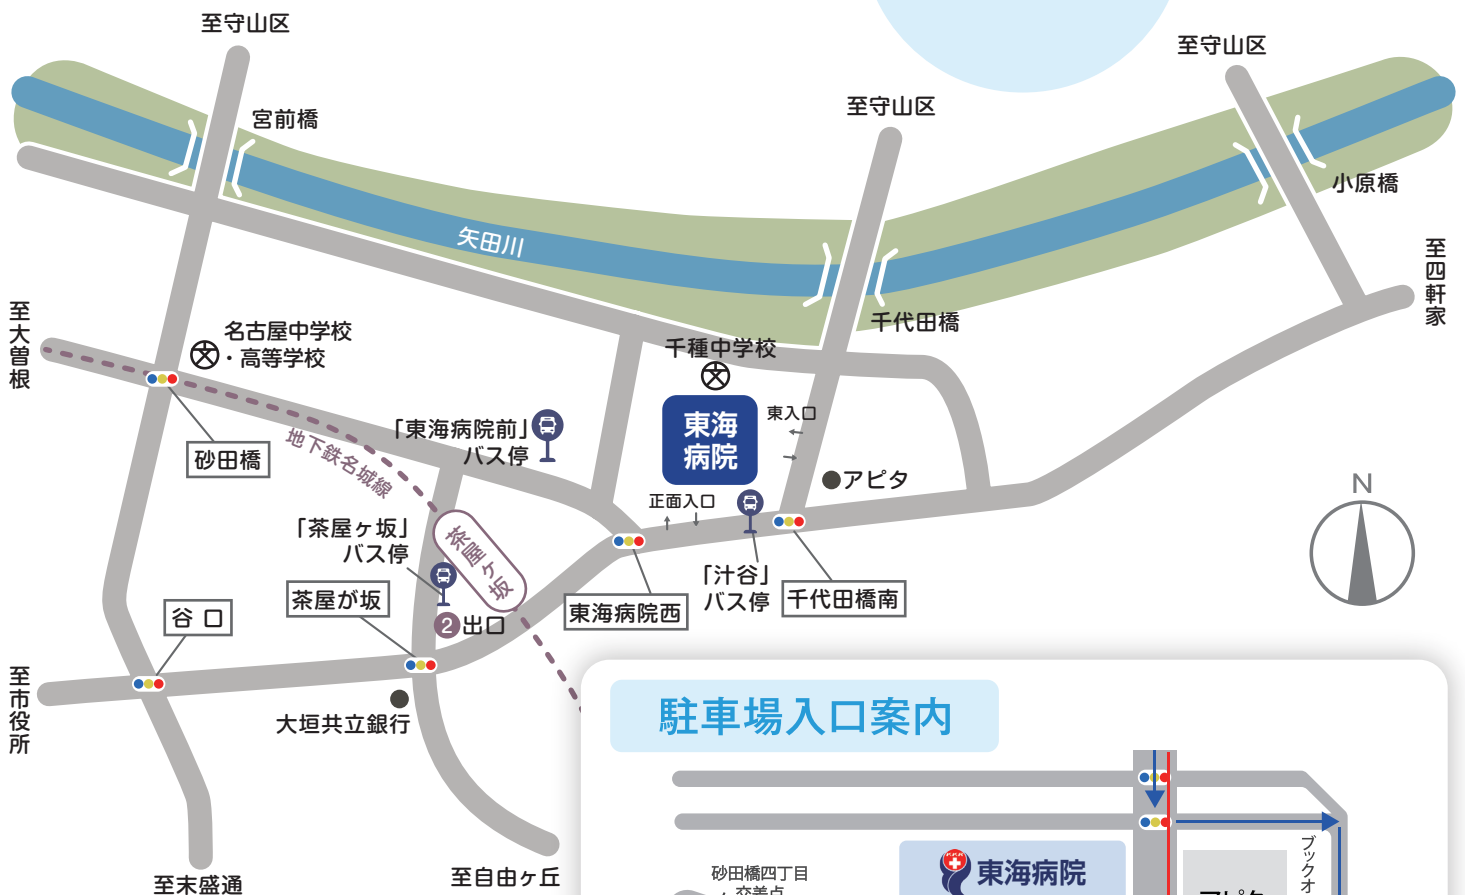 至守山区
宮前橋
至守山区
至守山区
小原橋
矢田川
千代田橋
至四軒家
至大曽根
名古屋中学校
・高等学校
千種中学校
東海
病院
東入口
「東海病院前」
バス停
アピタ
砂田橋
地下鉄名城線
正面入口
N
「茶屋ヶ坂」
バス停
茶屋ヶ坂
「汁谷」
バス停
千代田橋南
東海病院西
茶屋が坂
谷 口
2 出口
至市役所
大垣共立銀行
至末盛通
至自由ヶ丘
駐車場入口案内
砂田橋四丁目
東海病院
ブックオ